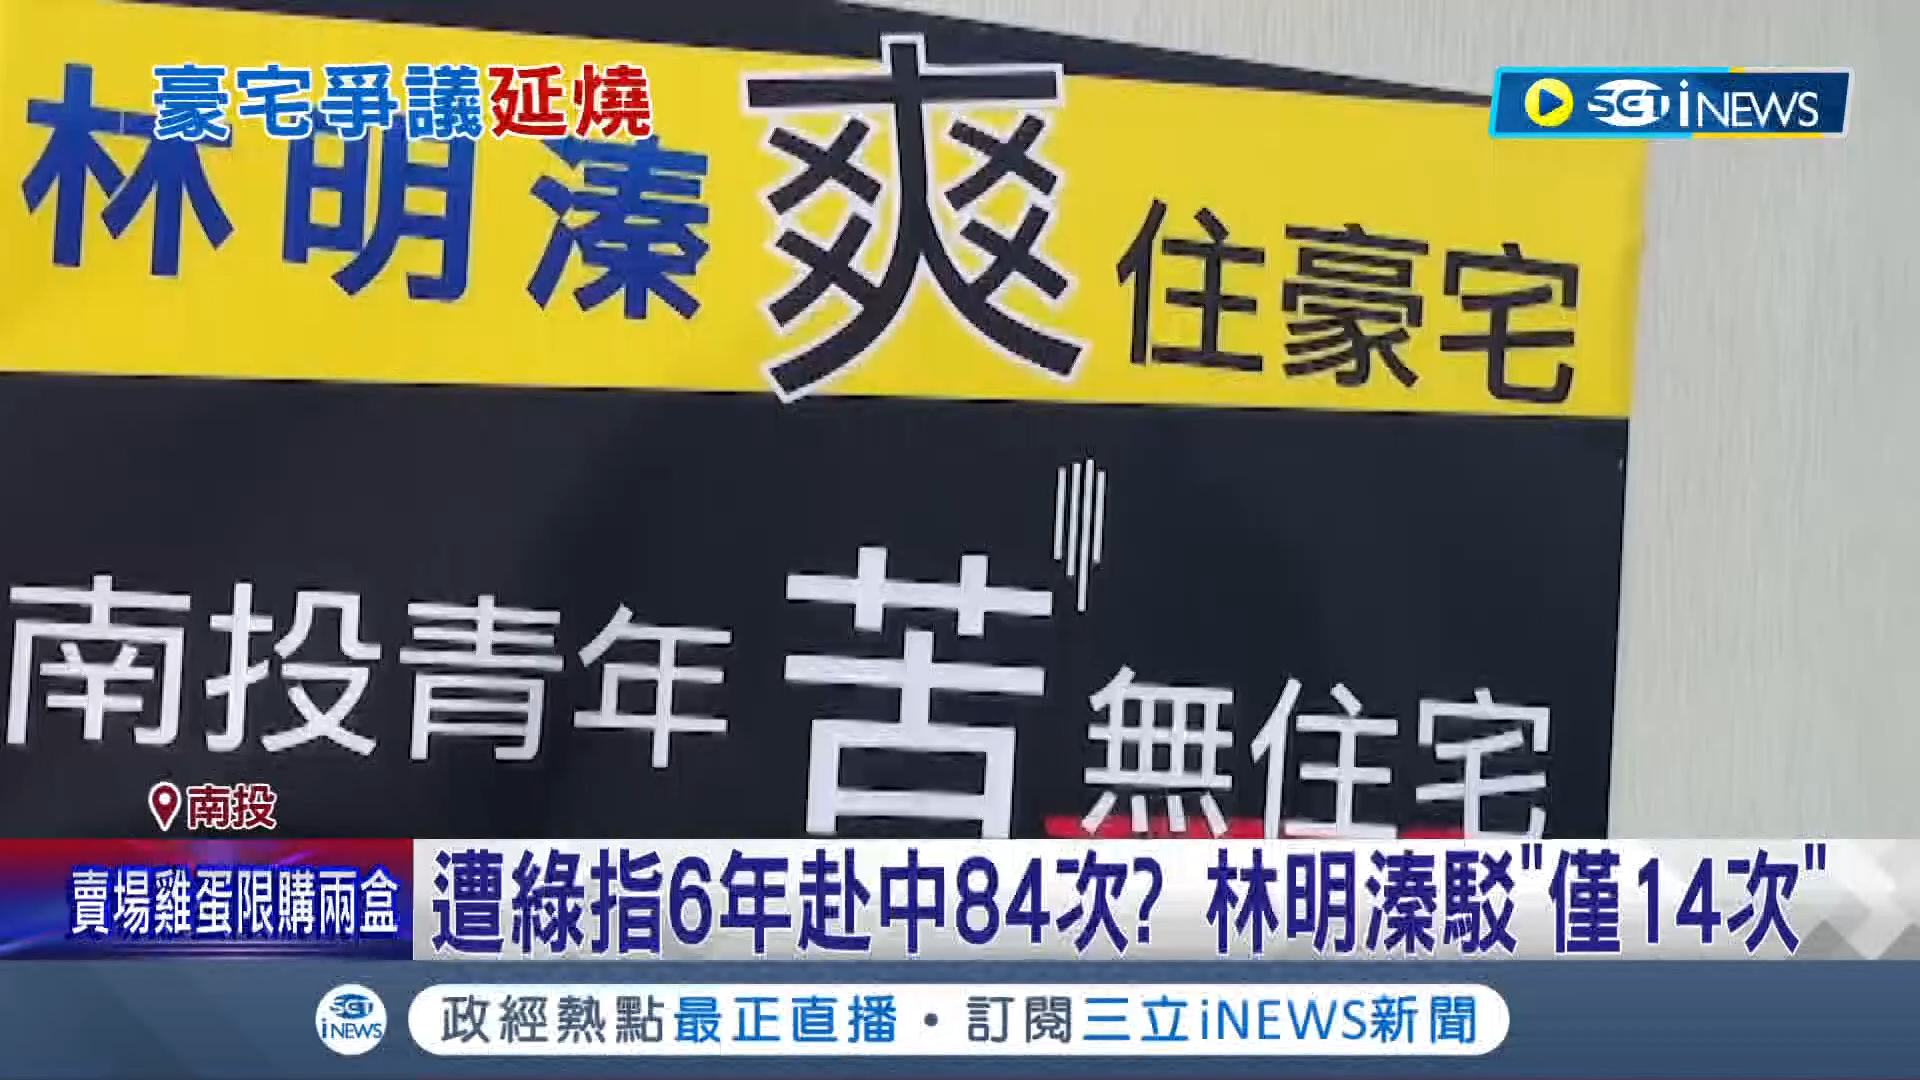 豪宅爭議延燒
SET iNEWS
林明溱爽住豪宅
南投青年苦無住宅
南投
賣場雞蛋限購兩盒
遭綠指6年赴中84次? 林明溱駁"僅14次"
SET iNEWS
政經熱點最正直播・訂閱三立iNEWS新聞